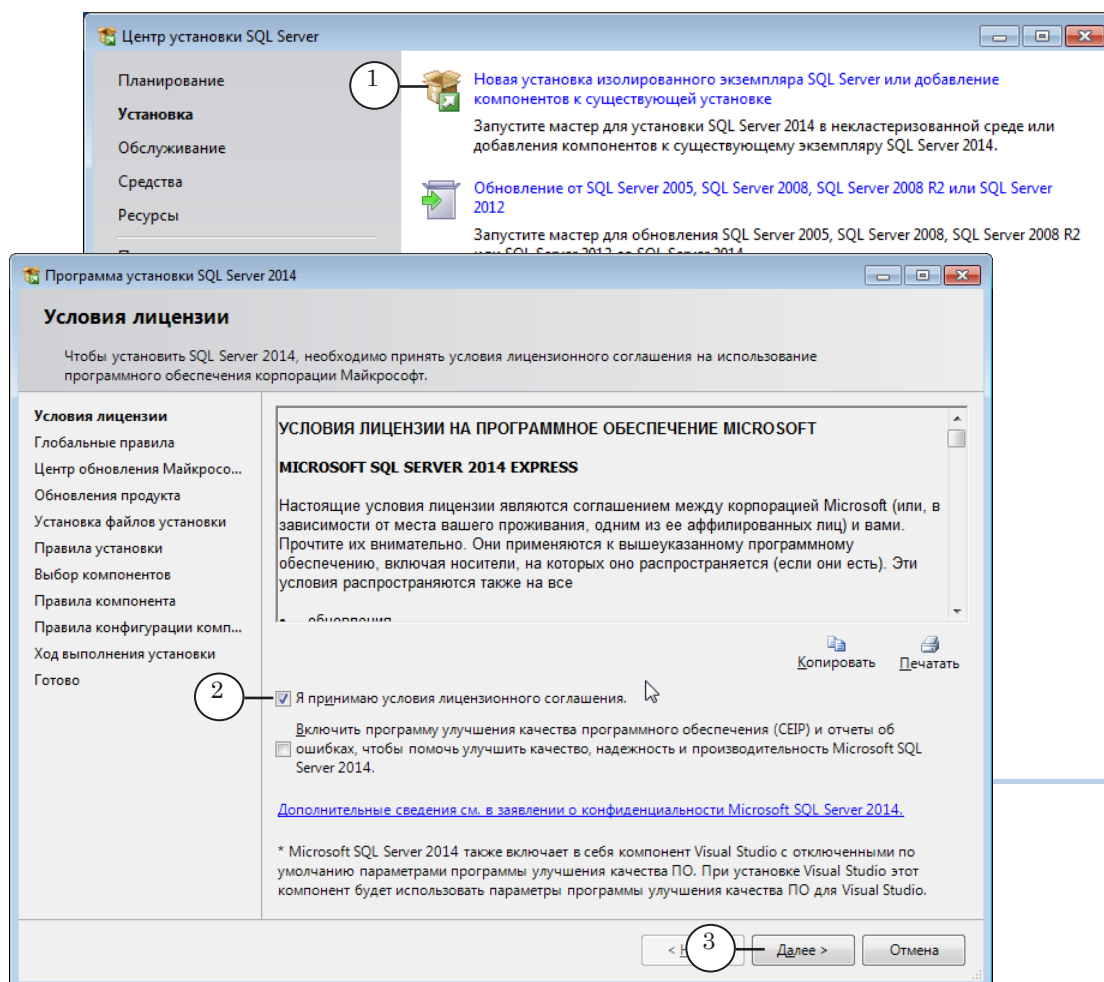 Центр установки SQL Server
Планирование
Установка
Обслуживание
Средства
Ресурсы
1
Новая установка изолированного экземпляра SQL Server или добавление
компонентов к существующей установке
Запустите мастер для установки SQL Server 2014 в некластеризованной среде или
добавления компонентов к существующему экземпляру SQL Server 2014.
Обновление от SQL Server 2005, SQL Server 2008, SQL Server 2008 R2 или SQL Server
2012
Запустите мастер для обновления SQL Server 2005, SQL Server 2008, SQL Server 2008 R2
или SQL Server 2012 до SQL Server 2014.
Программа установки SQL Server 2014
Условия лицензии
Чтобы установить SQL Server 2014, необходимо принять условия лицензионного соглашения на использование
программного обеспечения корпорации Майкрософт.
Условия лицензии
Глобальные правила
Центр обновления Майкросо...
Обновления продукта
Установка файлов установки
Правила установки
Выбор компонентов
Правила компонента
Правила конфигурации комп...
Ход выполнения установки
Готово
УСЛОВИЯ ЛИЦЕНЗИИ НА ПРОГРАММНОЕ ОБЕСПЕЧЕНИЕ MICROSOFT
MICROSOFT SQL SERVER 2014 EXPRESS
Настоящие условия лицензии являются соглашением между корпорацией Microsoft (или, в
зависимости от места вашего проживания, одним из ее аффилированных лиц) и вами.
Прочтите их внимательно. Они применяются к вышеуказанному программному
обеспечению, включая носители, на которых оно распространяется (если они есть). Эти
условия распространяются также на все
• обновления
Копировать
Печатать
2
Я принимаю условия лицензионного соглашения.
Включить программу улучшения качества программного обеспечения (CEIP) и отчеты об
ошибках, чтобы помочь улучшить качество, надежность и производительность Microsoft SQL
Server 2014.
Дополнительные сведения см. в заявлении о конфиденциальности Microsoft SQL Server 2014.
* Microsoft SQL Server 2014 также включает в себя компонент Visual Studio с отключенными по
умолчанию параметрами программы улучшения качества ПО. При установке Visual Studio этот
компонент будет использовать параметры программы улучшения качества ПО для Visual Studio.
<
3
Далее >
Отмена